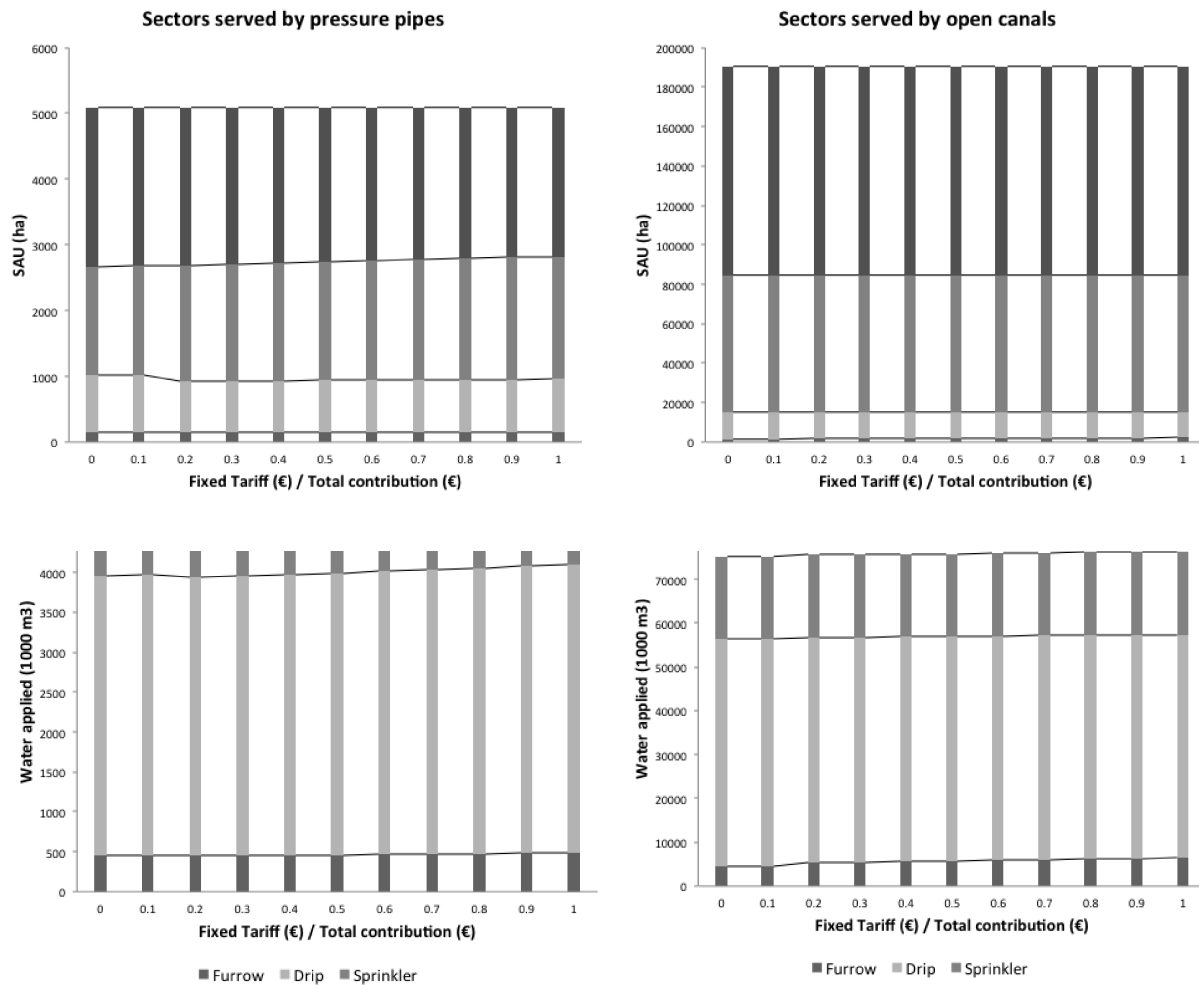 Sectors served by pressure pipes
6000
5000
4000
3000
2000
1000
0
SAU (ha)
0 0.1 0.2 0.3 0.4 0.5 0.6 0.7 0.8 0.9 1
Fixed Tariff (€) / Total contribution (€)
Sectors served by open canals
200000
180000
160000
140000
120000
100000
80000
60000
40000
20000
0
SAU (ha)
0 0.1 0.2 0.3 0.4 0.5 0.6 0.7 0.8 0.9 1
Fixed Tariff (€) / Total contribution (€)
4000
3500
3000
2500
2000
1500
1000
500
0
Water applied (1000 m3)
0 0.1 0.2 0.3 0.4 0.5 0.6 0.7 0.8 0.9 1
Fixed Tariff (€) / Total contribution (€)
Furrow Drip Sprinkler
70000
60000
50000
40000
30000
20000
10000
0
Water applied (1000 m3)
0 0.1 0.2 0.3 0.4 0.5 0.6 0.7 0.8 0.9 1
Fixed Tariff (€) / Total contribution (€)
Furrow Drip Sprinkler